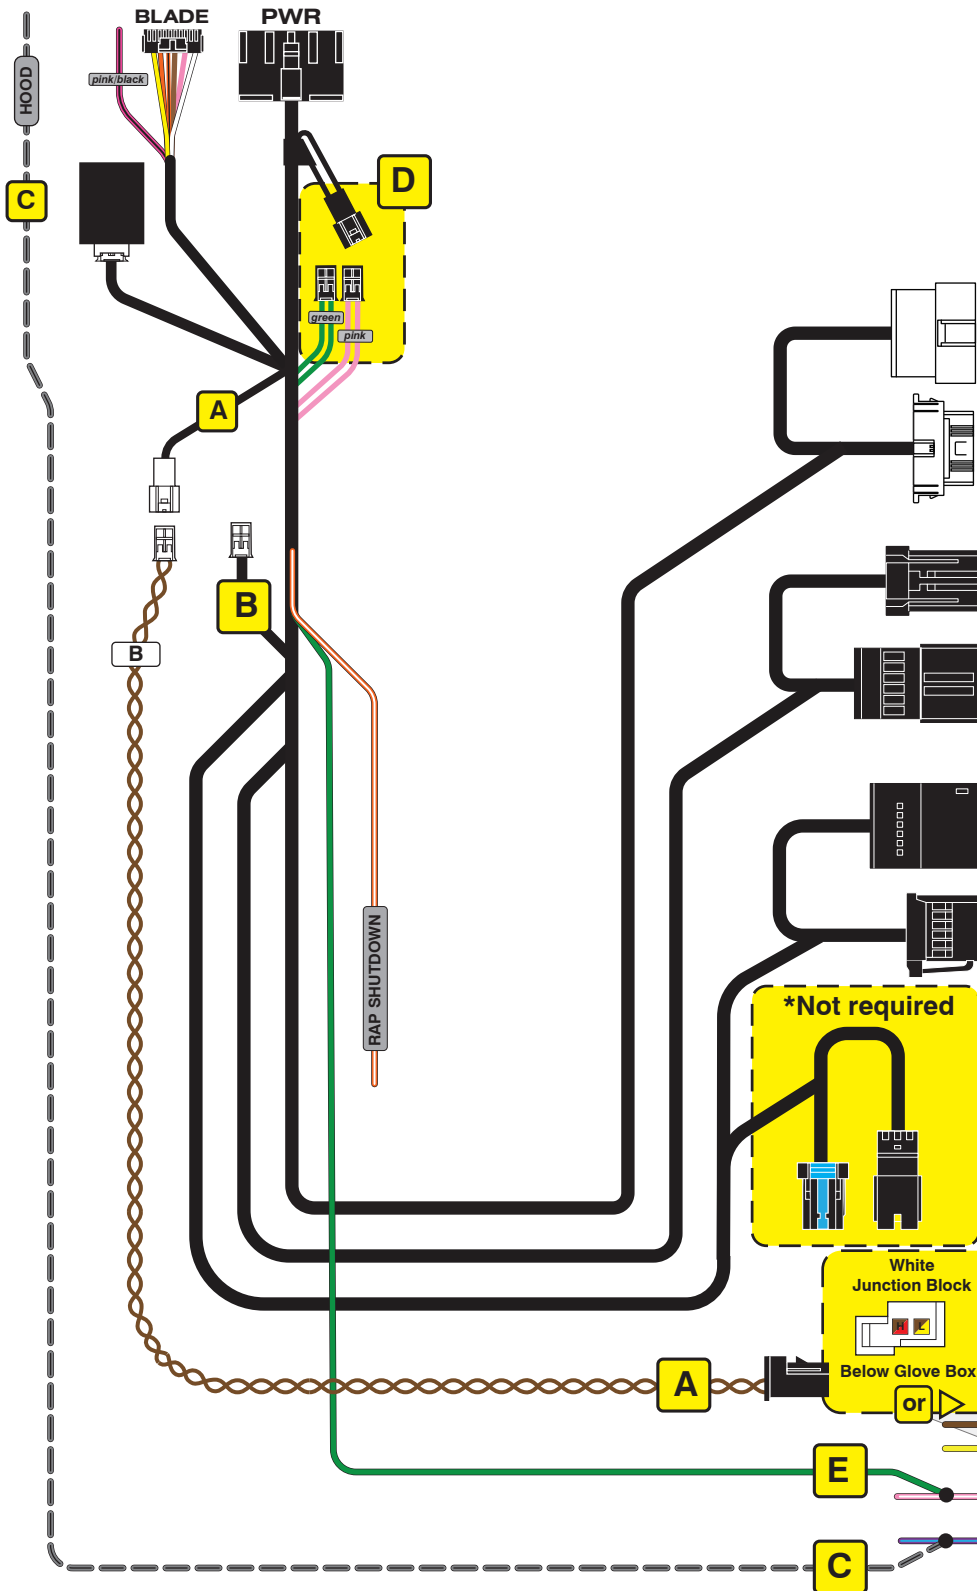 BLADE
PWR
HOOD
pink/black
C
D
green
pink
A
B
B
RAP SHUTDOWN
*Not required
White
Junction Block
H L
Below Glove Box
A
or
E
C